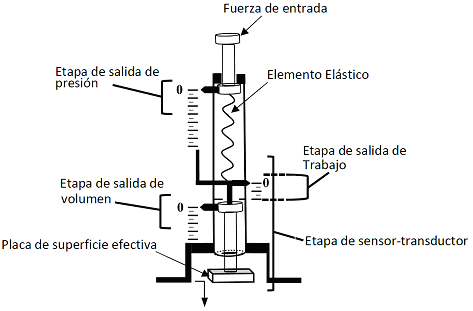 Fuerza de entrada
Etapa de salida de
presión
Elemento Elástico
0
Etapa de salida de
Trabajo
0
Etapa de salida de
volumen
0
Placa de superficie efectiva
Etapa de sensor-transductor